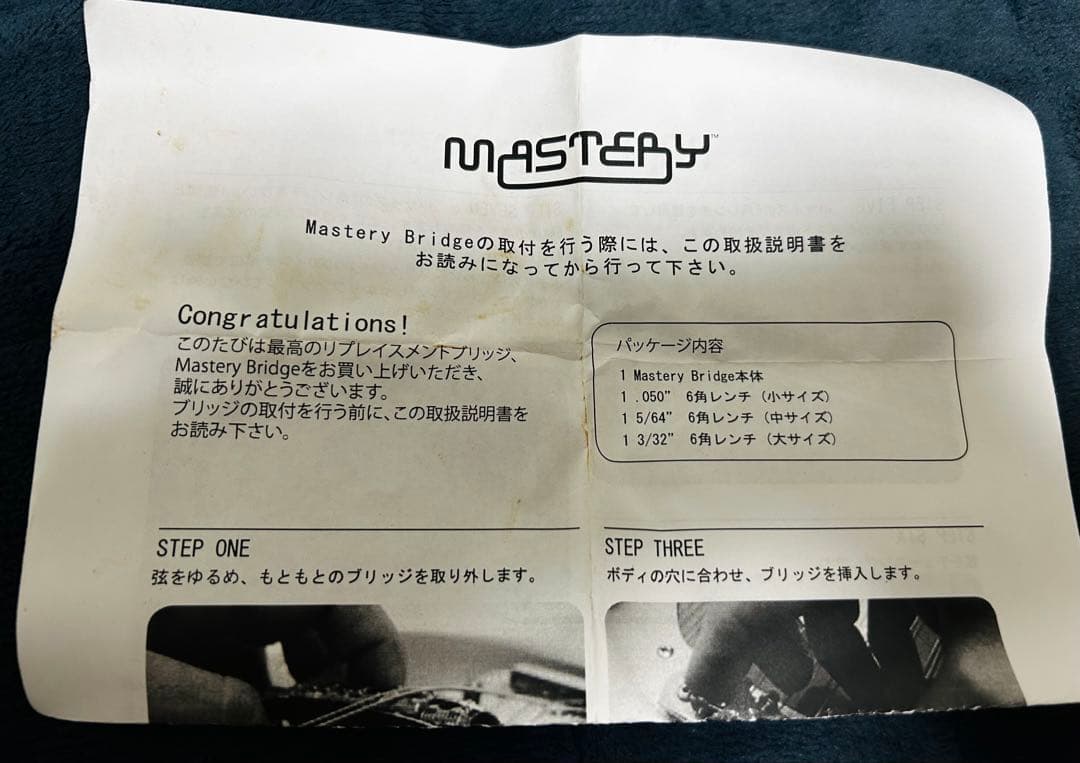 MASTERY™
Mastery Bridgeの取付を行う際には、この取扱説明書を
お読みになってから行って下さい。
Congratulations!
このたびは最高のリプレイスメントブリッジ、
Mastery Bridgeをお買い上げいただき、
誠にありがとうございます。
ブリッジの取付を行う前に、この取扱説明書を
お読み下さい。
パッケージ内容
1 Mastery Bridge本体
1 .050” 6角レンチ（小サイズ）
1 5/64” 6角レンチ（中サイズ）
1 3/32” 6角レンチ（大サイズ）
STEP ONE
弦をゆるめ、もともとのブリッジを取り外します。
STEP THREE
ボディの穴に合わせ、ブリッジを挿入します。